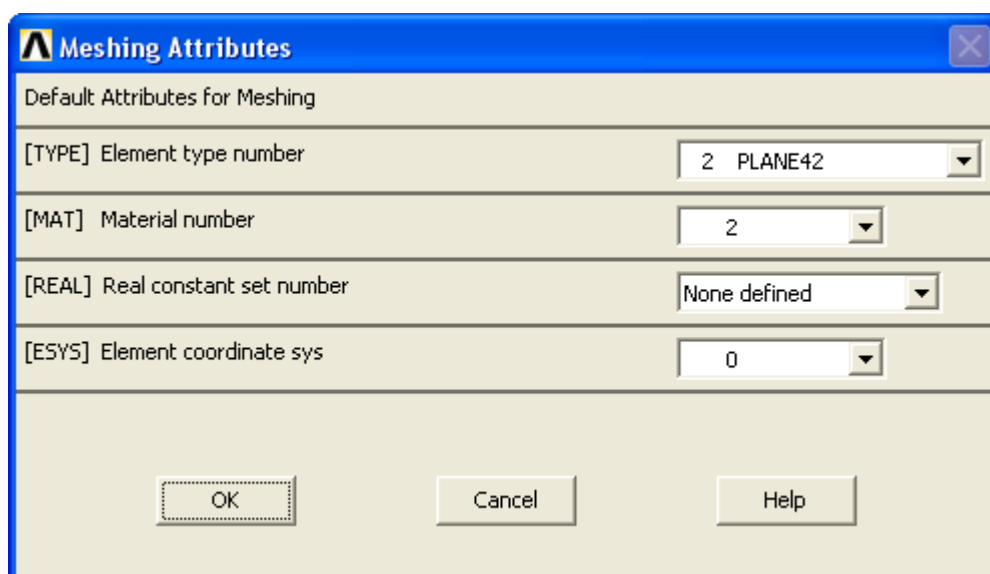 Meshing Attributes
Default Attributes for Meshing
[TYPE] Element type number 2 PLANE42
[MAT] Material number 2
[REAL] Real constant set number None defined
[ESYS] Element coordinate sys 0
OK Cancel Help